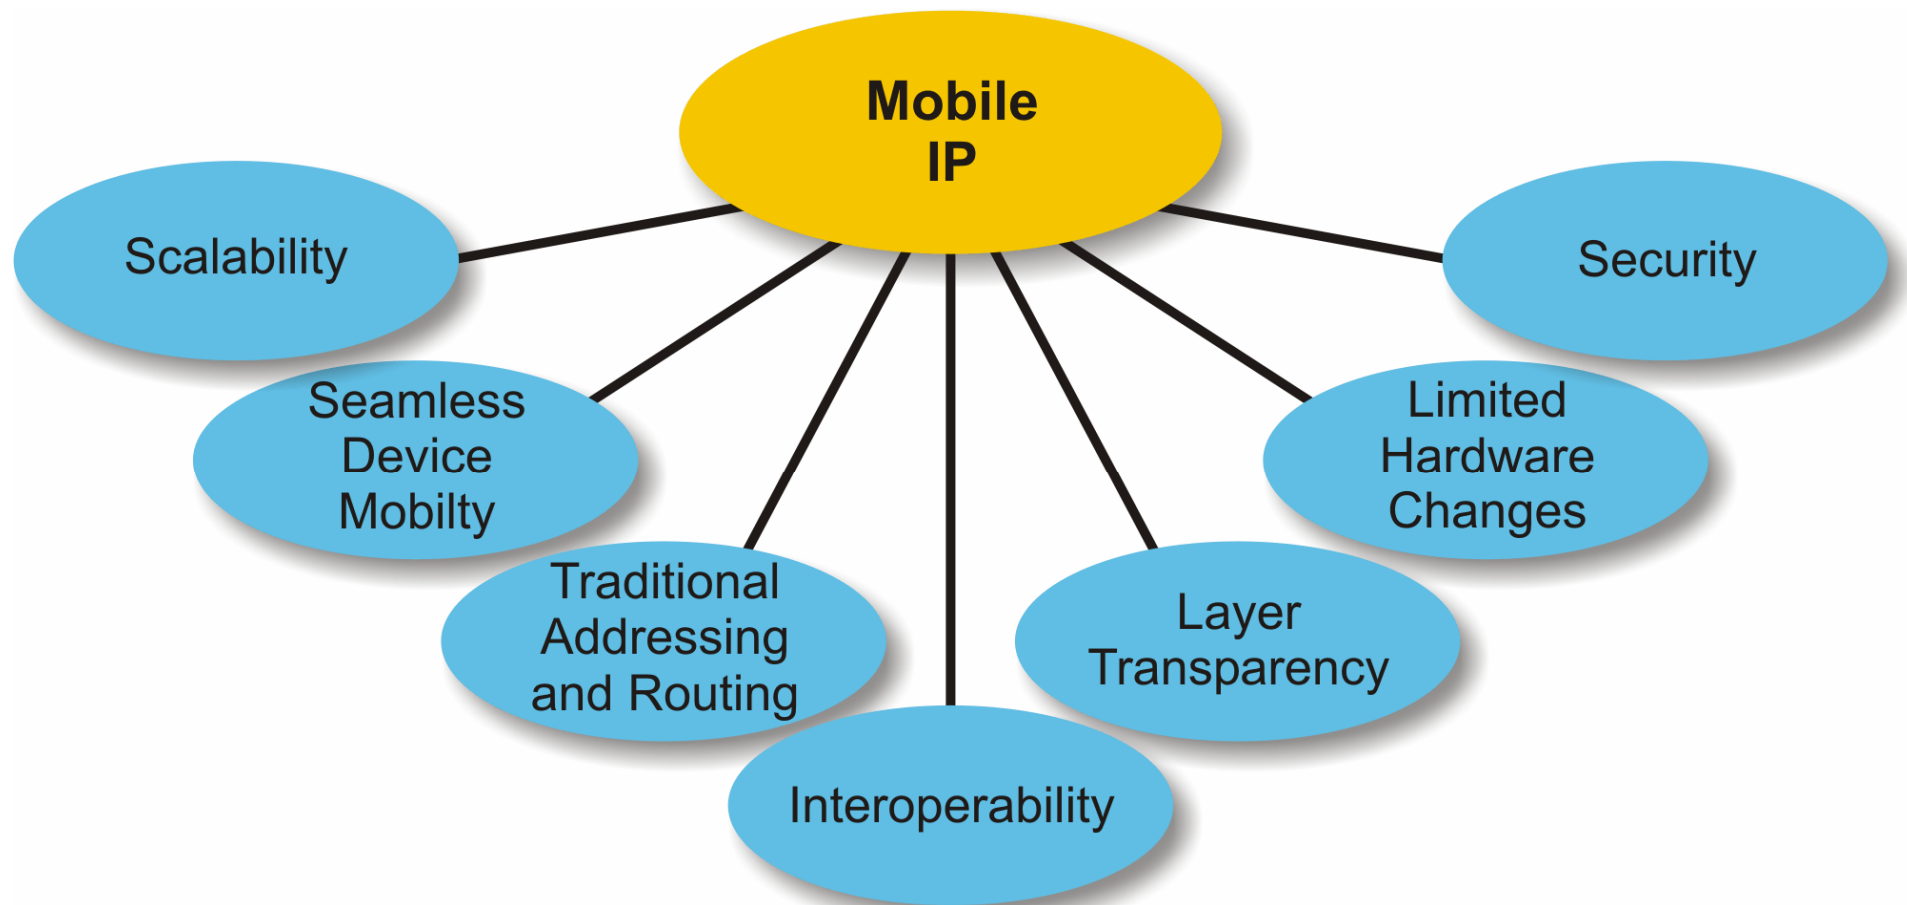 Mobile
IP
Scalability
Security
Seamless
Device
Mobilty
Limited
Hardware
Changes
Traditional
Addressing
and Routing
Layer
Transparency
Interoperability